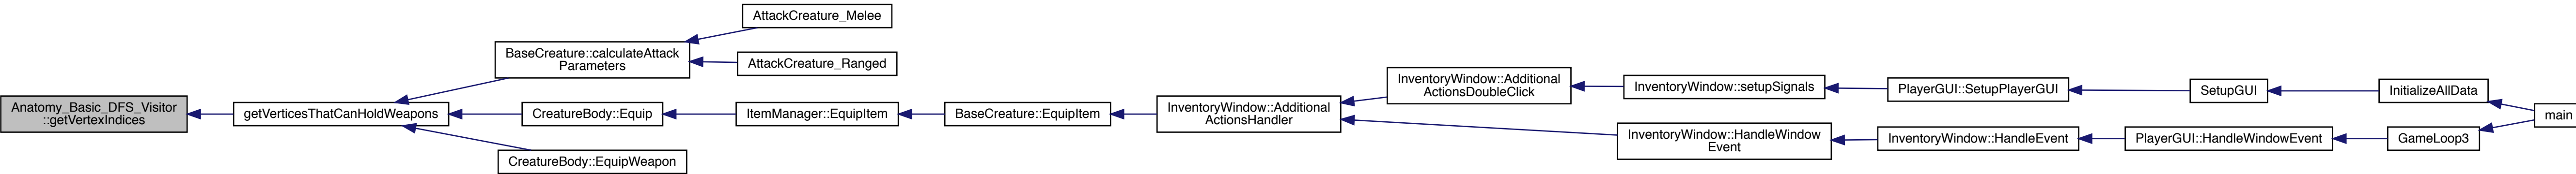 Anatomy_Basic_DFS_Visitor
::getVertexIndices
getVerticesThatCanHoldWeapons
BaseCreature::calculateAttack
Parameters
AttackCreature_Melee
AttackCreature_Ranged
CreatureBody::Equip
ItemManager::EquipItem
BaseCreature::EquipItem
InventoryWindow::Additional
ActionsHandler
InventoryWindow::Additional
ActionsDoubleClick
InventoryWindow::setupSignals
PlayerGUI::SetupPlayerGUI
SetupGUI
InitializeAllData
main
InventoryWindow::HandleWindow
Event
InventoryWindow::HandleEvent
PlayerGUI::HandleWindowEvent
GameLoop3
CreatureBody::EquipWeapon